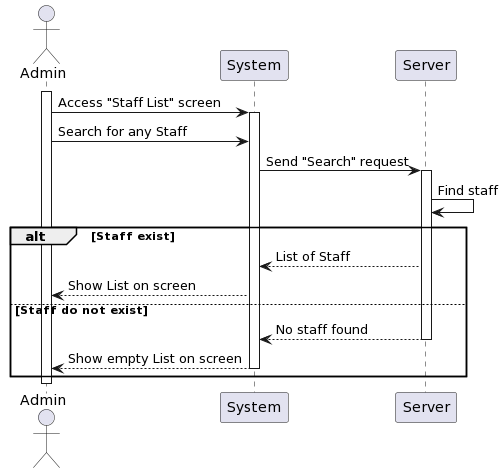 Admin
System
Server
Access "Staff List" screen
Search for any Staff
Send "Search" request
Find staff
alt [Staff exist]
List of Staff
Show List on screen
[Staff do not exist]
No staff found
Show empty List on screen
Admin
System
Server